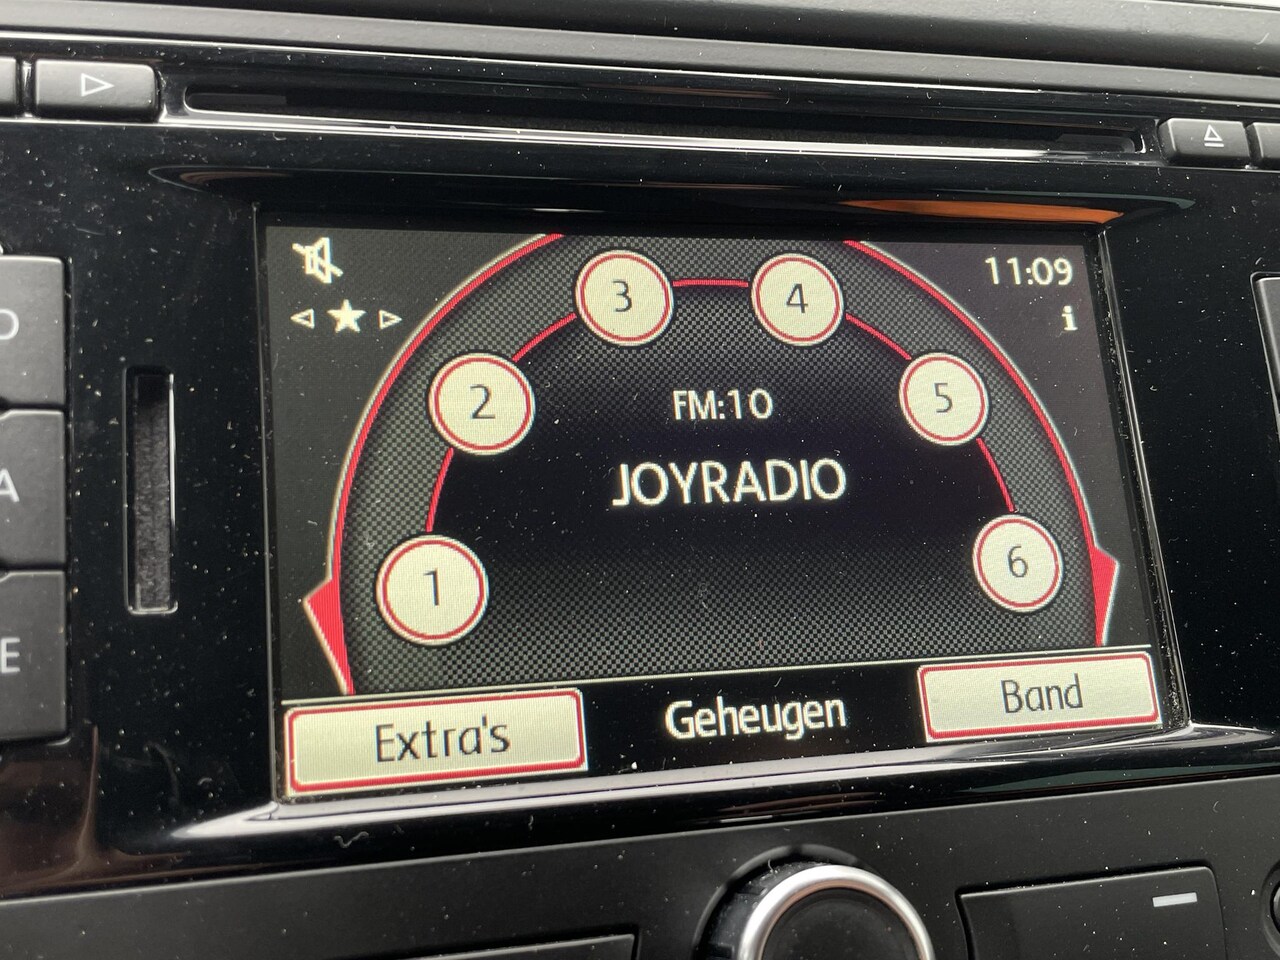 11:09
i
3
4
2
5
FM:10
JOYRADIO
1
6
Extra's
Geheugen
Band